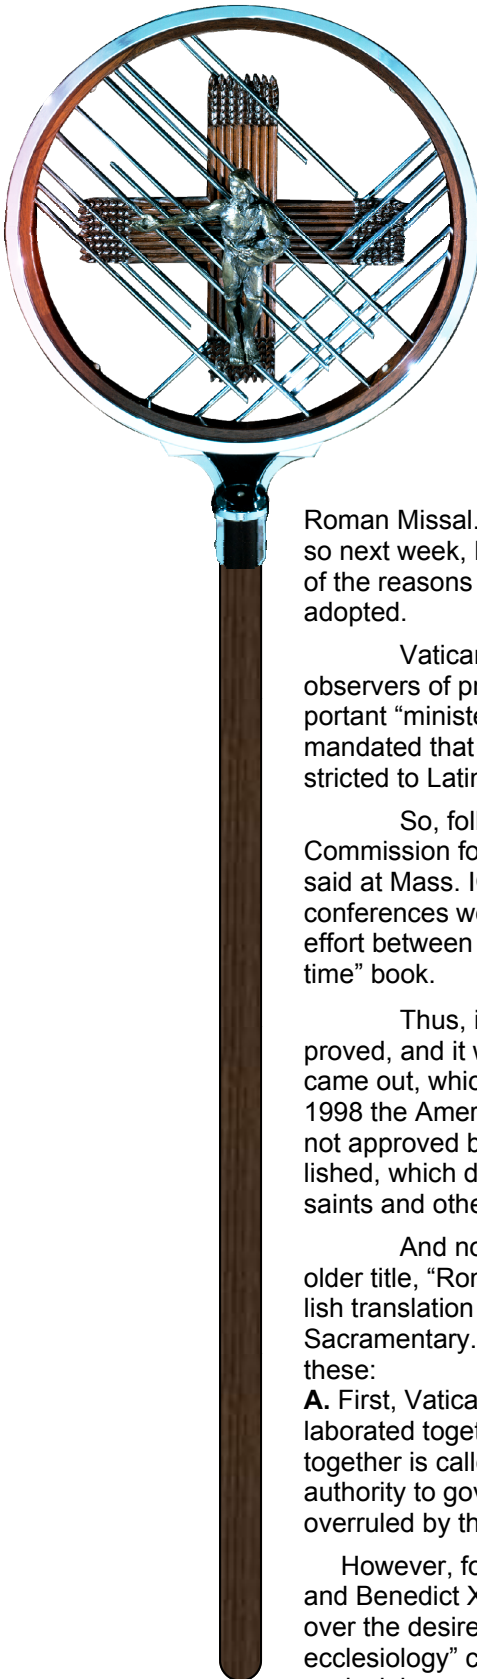 Roman Missal.
so next week, I
of the reasons
adopted.
Vatican
observers of pr
portant “ministe
mandated that
stricted to Latin
So, foll
Commission fo
said at Mass. I
conferences we
effort between
time” book.
Thus, i
proved, and it w
came out, whic
1998 the Amer
not approved b
lished, which d
saints and othe
And no
older title, “Ror
lish translation
Sacramentary.
these:
A. First, Vatica
laborated toget
together is calle
authority to gov
overruled by th
However, fo
and Benedict X
over the desire
ecclesiology” c